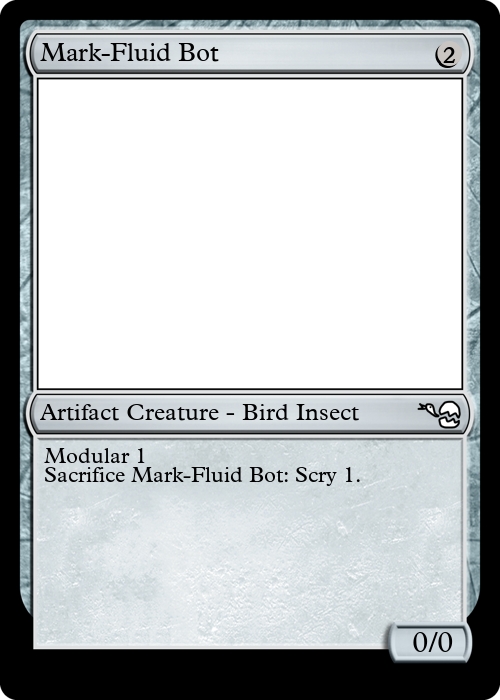 Mark-Fluid Bot 2
Artifact Creature - Bird Insect
Modular 1
Sacrifice Mark-Fluid Bot: Scry 1.
0/0